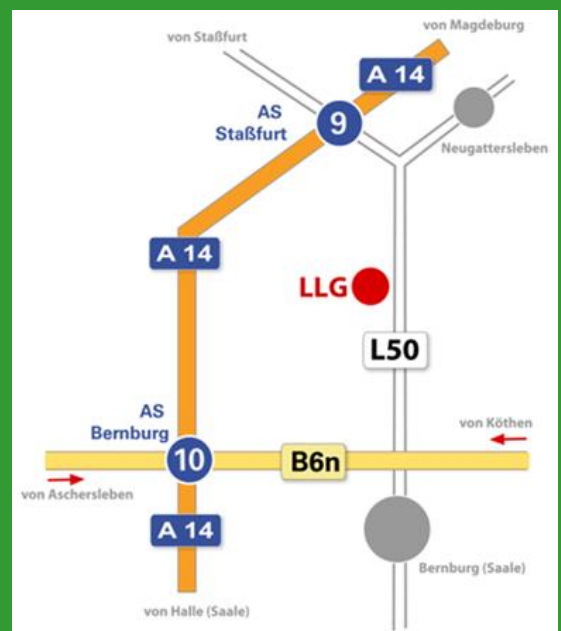 von Magdeburg
von Staßfurt
A 14
AS
Staßfurt
9
Neugattersleben
A 14
LLG
L50
AS
Bernburg
von Köthen
10
B6n
von Aschersleben
A 14
Bernburg (Saale)
von Halle (Saale)